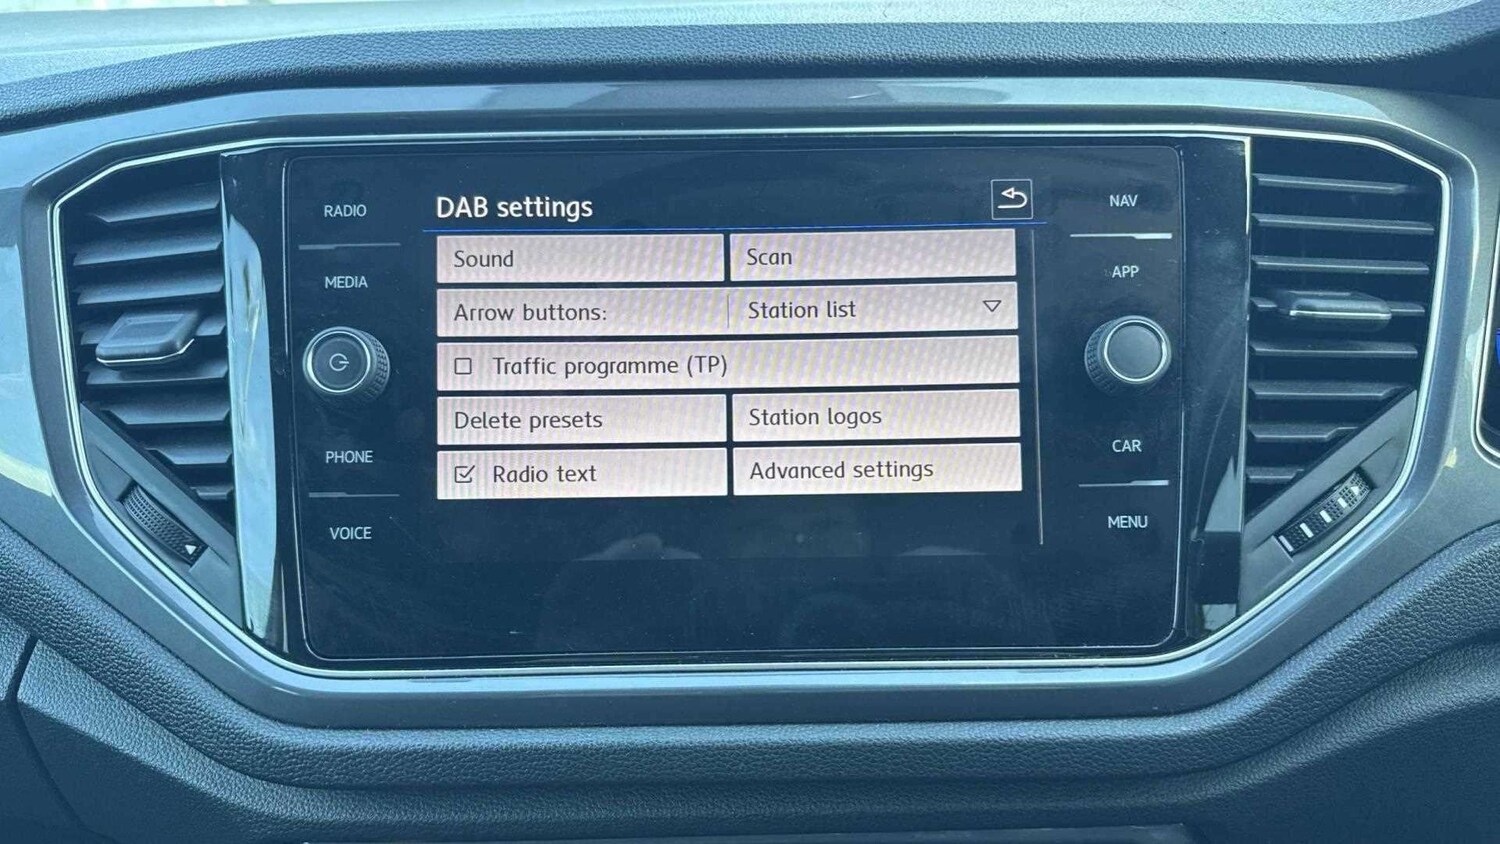 DAB settings
Sound
Scan
Arrow buttons:
Station list
Traffic programme (TP)
Delete presets
Station logos
Radio text
Advanced settings
RADIO
MEDIA
PHONE
VOICE
NAV
APP
CAR
MENU